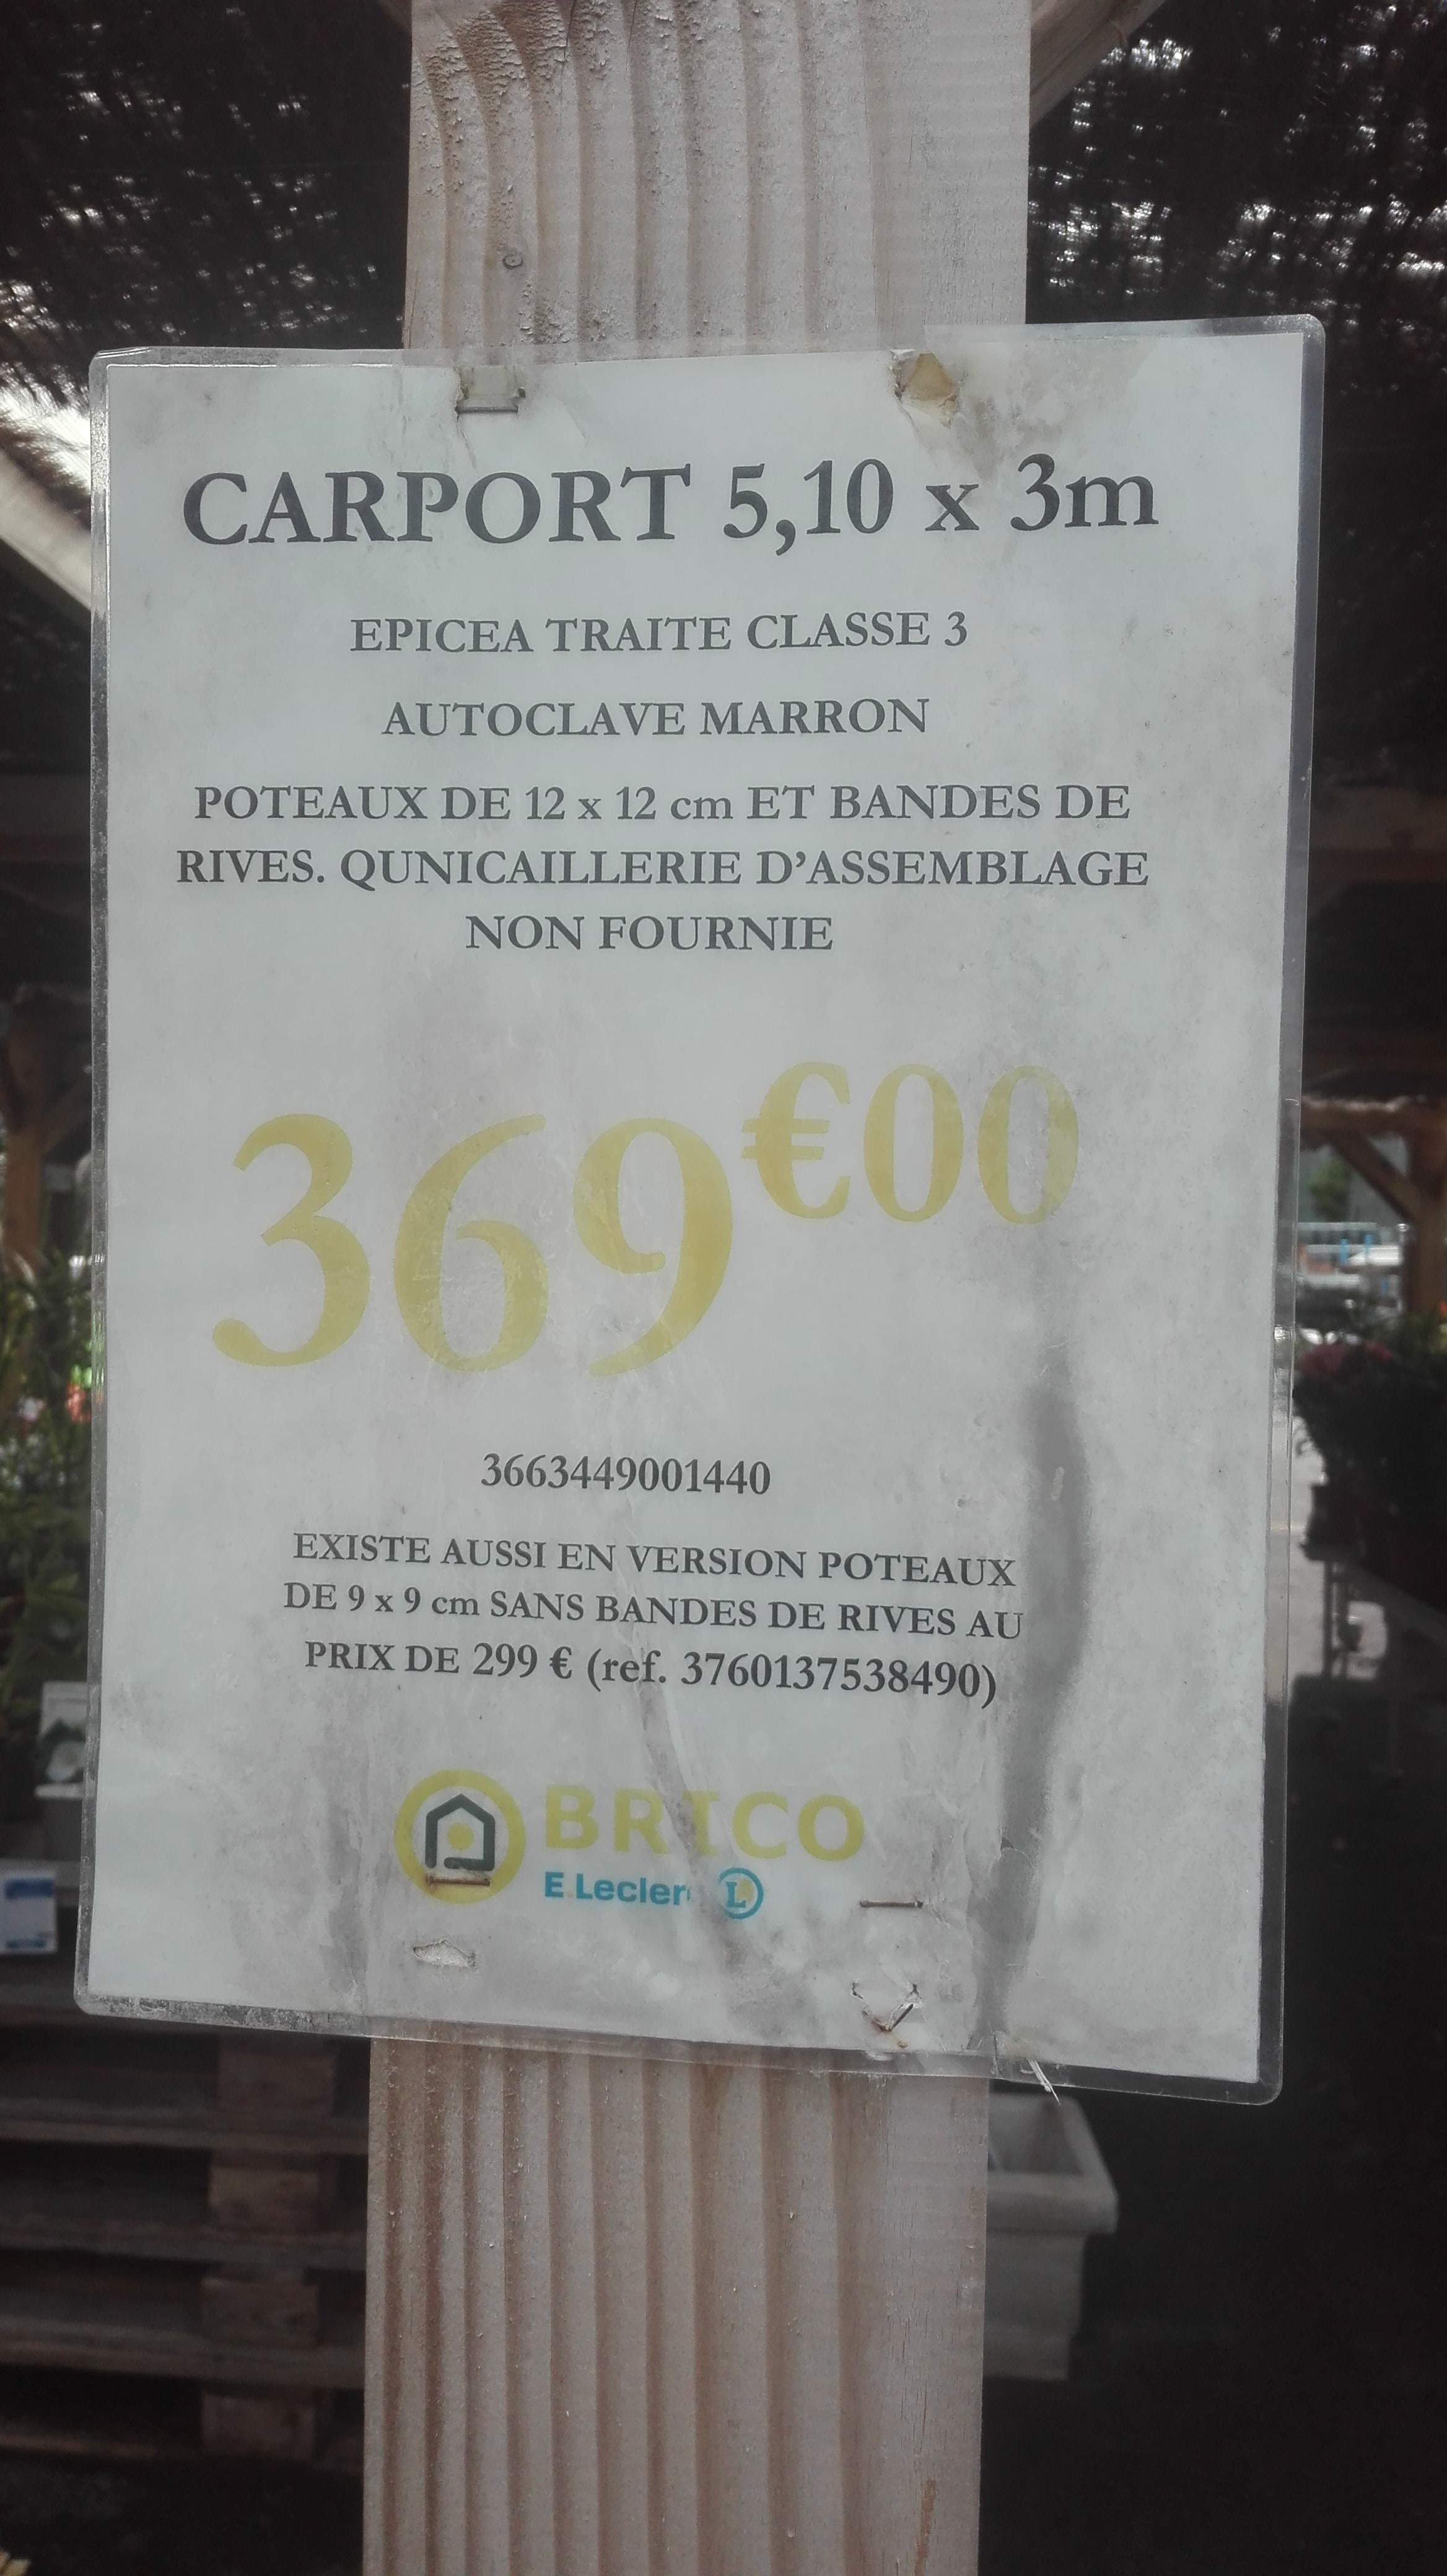 CARPORT 5,10 x 3m
EPICEA TRAITE CLASSE 3
AUTOCLAVE MARRON
POTEAUX DE 12 x 12 cm ET BANDES DE
RIVES. QUNICAILLERIE D'ASSEMBLAGE
NON FOURNIE
369€00
3663449001440
EXISTE AUSSI EN VERSION POTEAUX
DE 9 x 9 cm SANS BANDES DE RIVES AU
PRIX DE 299 € (ref. 3760137538490)
BRICO
E.Leclerc L